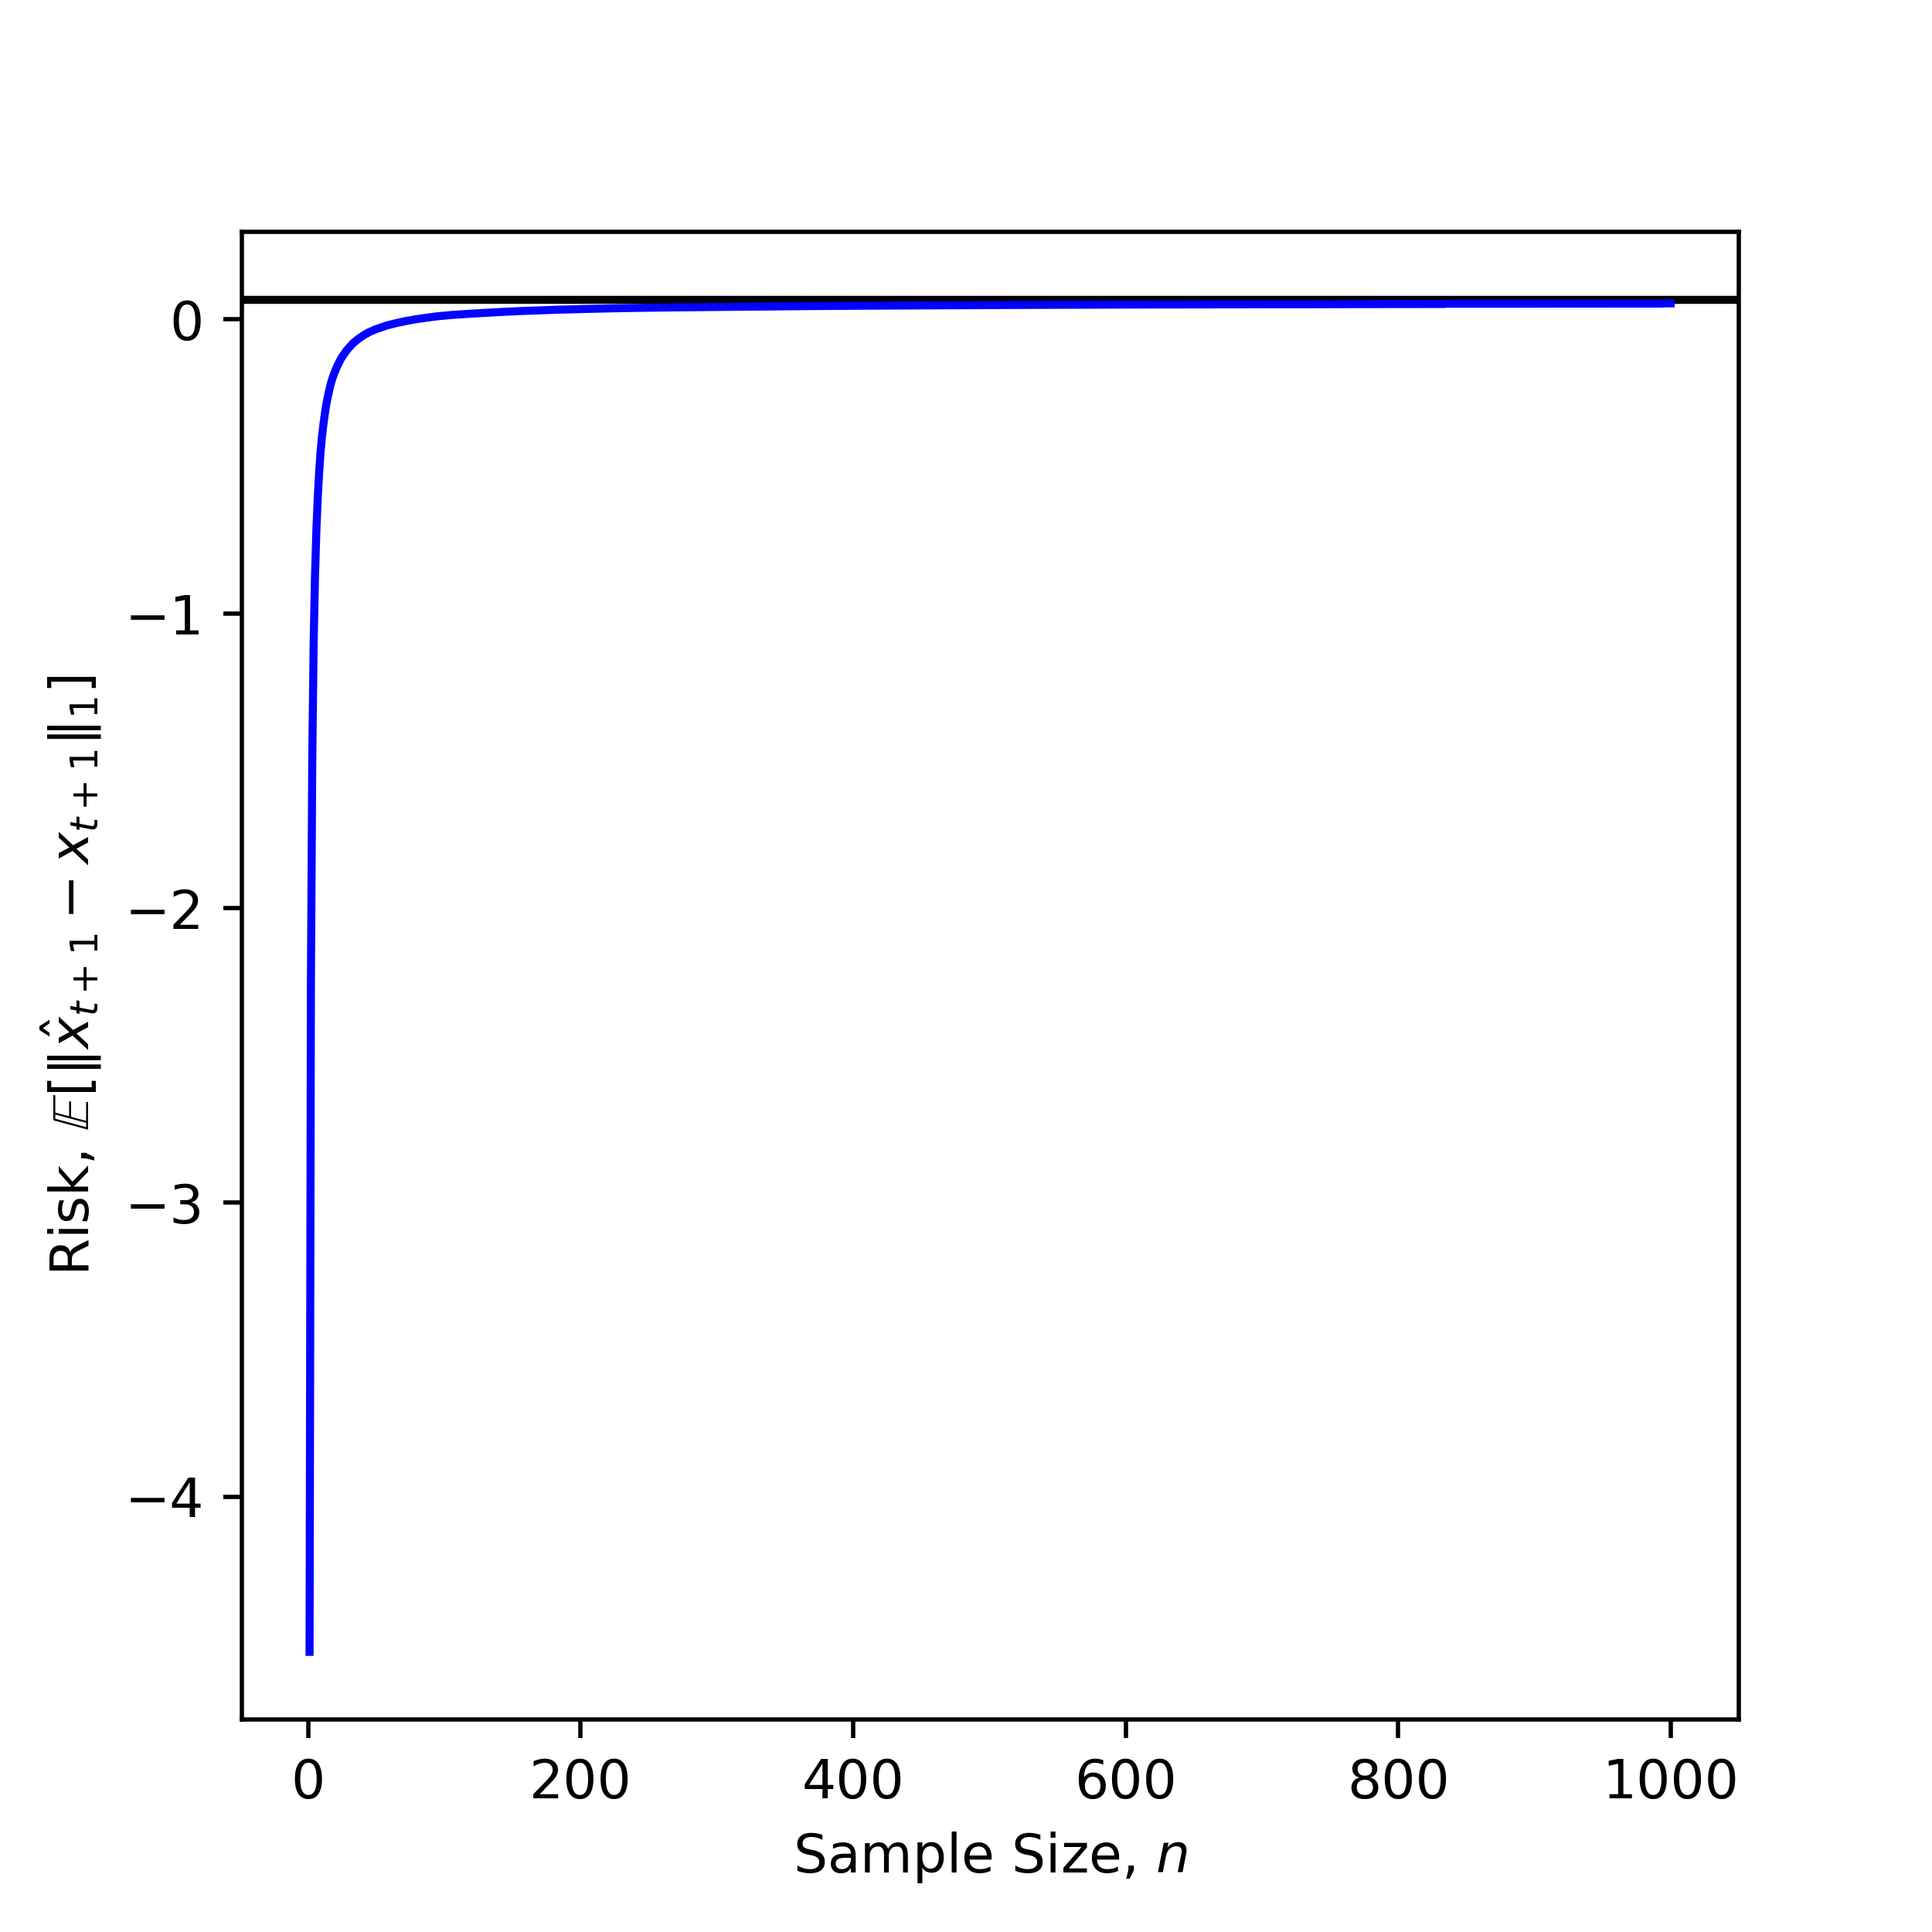 0
−1
−2
−3
−4
Risk, 𝔼[‖x̂ₜ₊₁ − xₜ₊₁‖₁]
0 200 400 600 800 1000
Sample Size, n